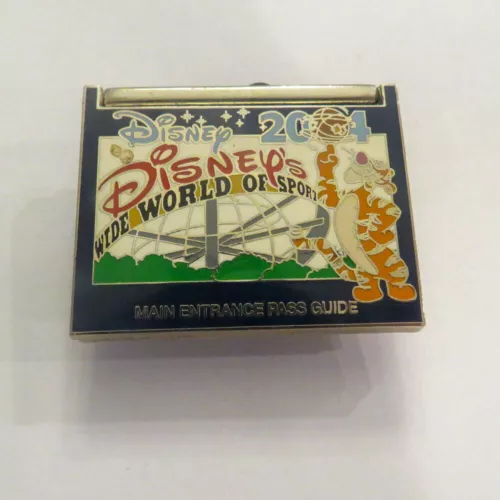 Disney 2004
Disney's
WIDE WORLD OF SPORTS
MAIN ENTRANCE PASS GUIDE